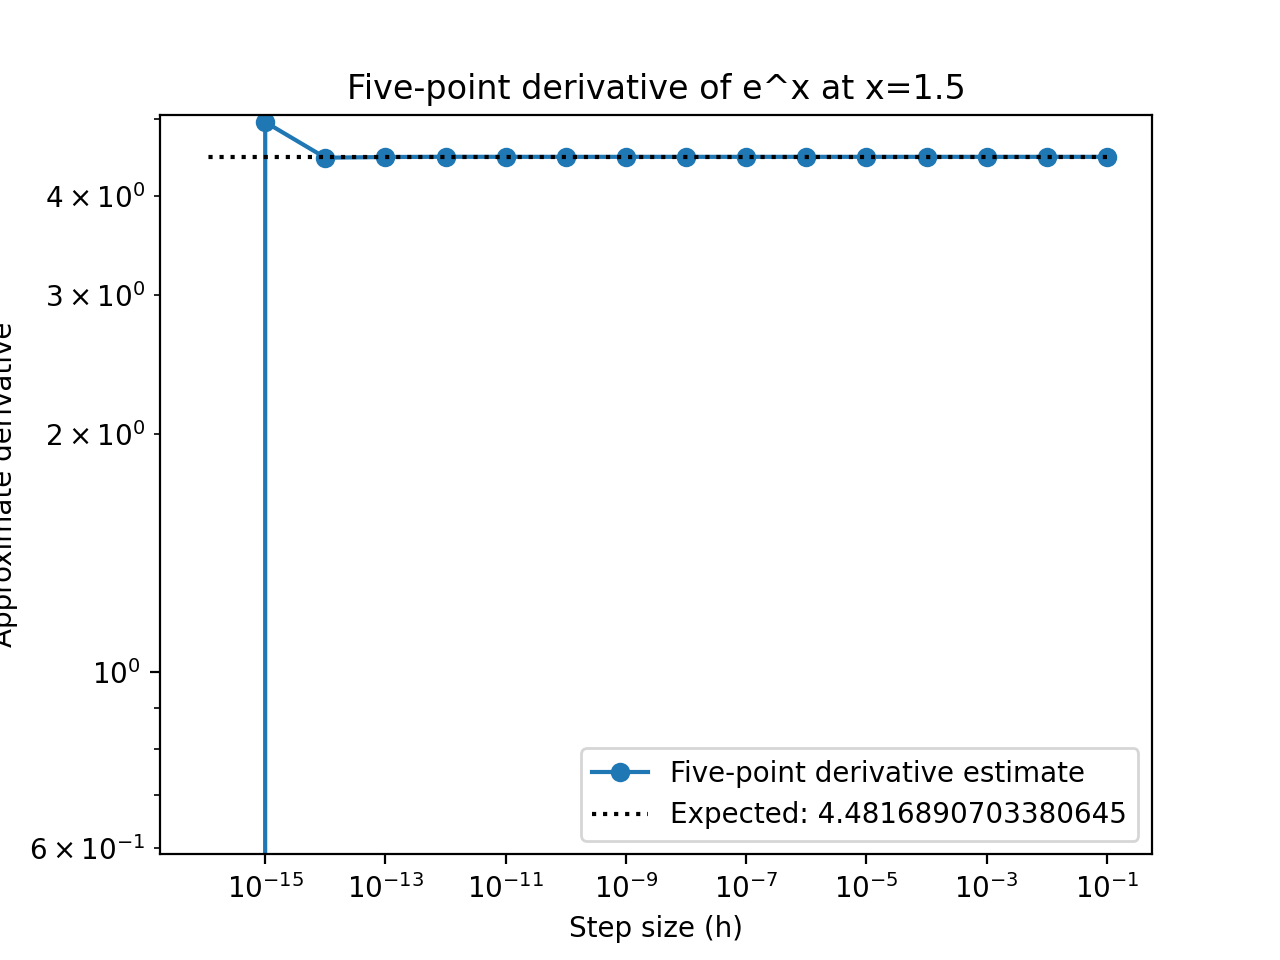 Five-point derivative of e^x at x=1.5
Approximate derivative
4 × 10⁰
3 × 10⁰
2 × 10⁰
10⁰
6 × 10⁻¹
Five-point derivative estimate
Expected: 4.4816890703380645
10⁻¹⁵ 10⁻¹³ 10⁻¹¹ 10⁻⁹ 10⁻⁷ 10⁻⁵ 10⁻³ 10⁻¹
Step size (h)